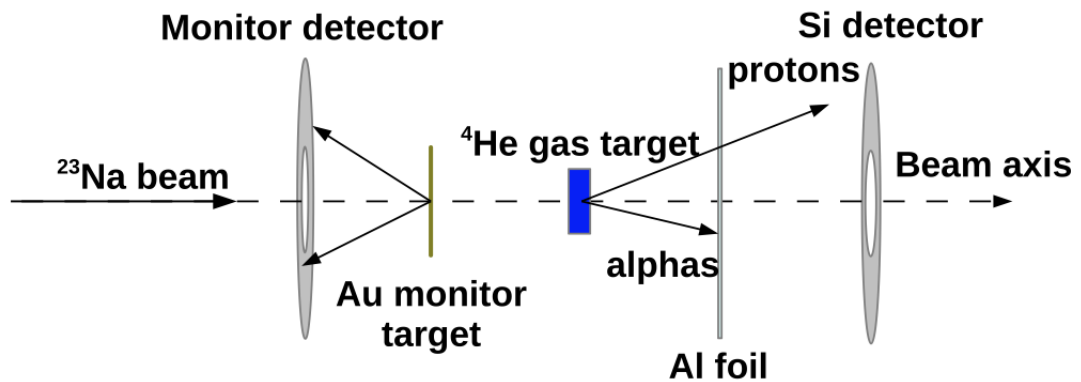 Monitor detector
Si detector
protons
⁴He gas target
²³Na beam
Beam axis
alphas
Au monitor
target
Al foil